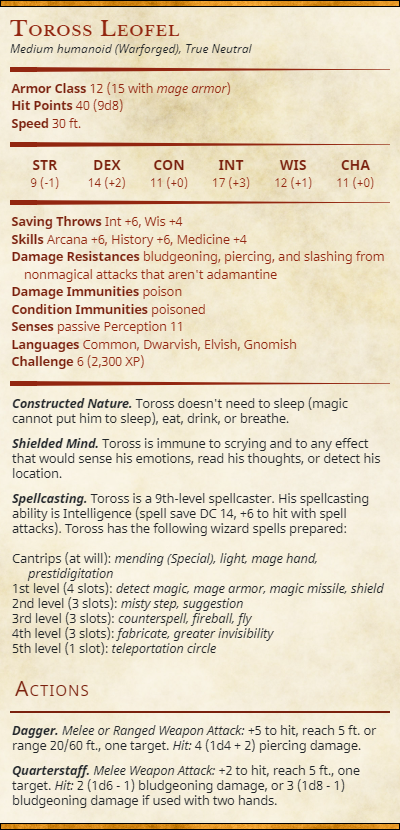 Toross Leofel
Medium humanoid (Warforged), True Neutral
Armor Class 12 (15 with mage armor)
Hit Points 40 (9d8)
Speed 30 ft.
STR DEX CON INT WIS CHA
9 (-1) 14 (+2) 11 (+0) 17 (+3) 12 (+1) 11 (+0)
Saving Throws Int +6, Wis +4
Skills Arcana +6, History +6, Medicine +4
Damage Resistances bludgeoning, piercing, and slashing from
nonmagical attacks that aren't adamantine
Damage Immunities poison
Condition Immunities poisoned
Senses passive Perception 11
Languages Common, Dwarvish, Elvish, Gnomish
Challenge 6 (2,300 XP)
Constructed Nature. Toross doesn't need to sleep (magic
cannot put him to sleep), eat, drink, or breathe.
Shielded Mind. Toross is immune to scrying and to any effect
that would sense his emotions, read his thoughts, or detect his
location.
Spellcasting. Toross is a 9th-level spellcaster. His spellcasting
ability is Intelligence (spell save DC 14, +6 to hit with spell
attacks). Toross has the following wizard spells prepared:
Cantrips (at will): mending (Special), light, mage hand,
prestidigitation
1st level (4 slots): detect magic, mage armor, magic missile, shield
2nd level (3 slots): misty step, suggestion
3rd level (3 slots): counterspell, fireball, fly
4th level (3 slots): fabricate, greater invisibility
5th level (1 slot): teleportation circle
Actions
Dagger. Melee or Ranged Weapon Attack: +5 to hit, reach 5 ft. or
range 20/60 ft., one target. Hit: 4 (1d4 + 2) piercing damage.
Quarterstaff. Melee Weapon Attack: +2 to hit, reach 5 ft., one
target. Hit: 2 (1d6 - 1) bludgeoning damage, or 3 (1d8 - 1)
bludgeoning damage if used with two hands.